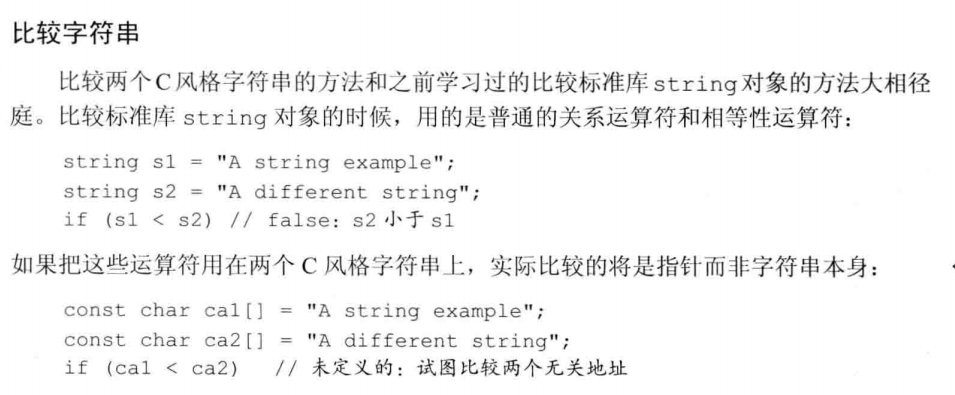 比较字符串
比较两个C风格字符串的方法和之前学习过的比较标准库string对象的方法大相径
庭。比较标准库 string 对象的时候，用的是普通的关系运算符和相等性运算符：
string s1 = "A string example";
string s2 = "A different string";
if (s1 < s2) // false：s2 小于 s1
如果把这些运算符用在两个 C 风格字符串上，实际比较的将是指针而非字符串本身：
const char ca1[] = "A string example";
const char ca2[] = "A different string";
if (ca1 < ca2) // 未定义的：试图比较两个无关地址